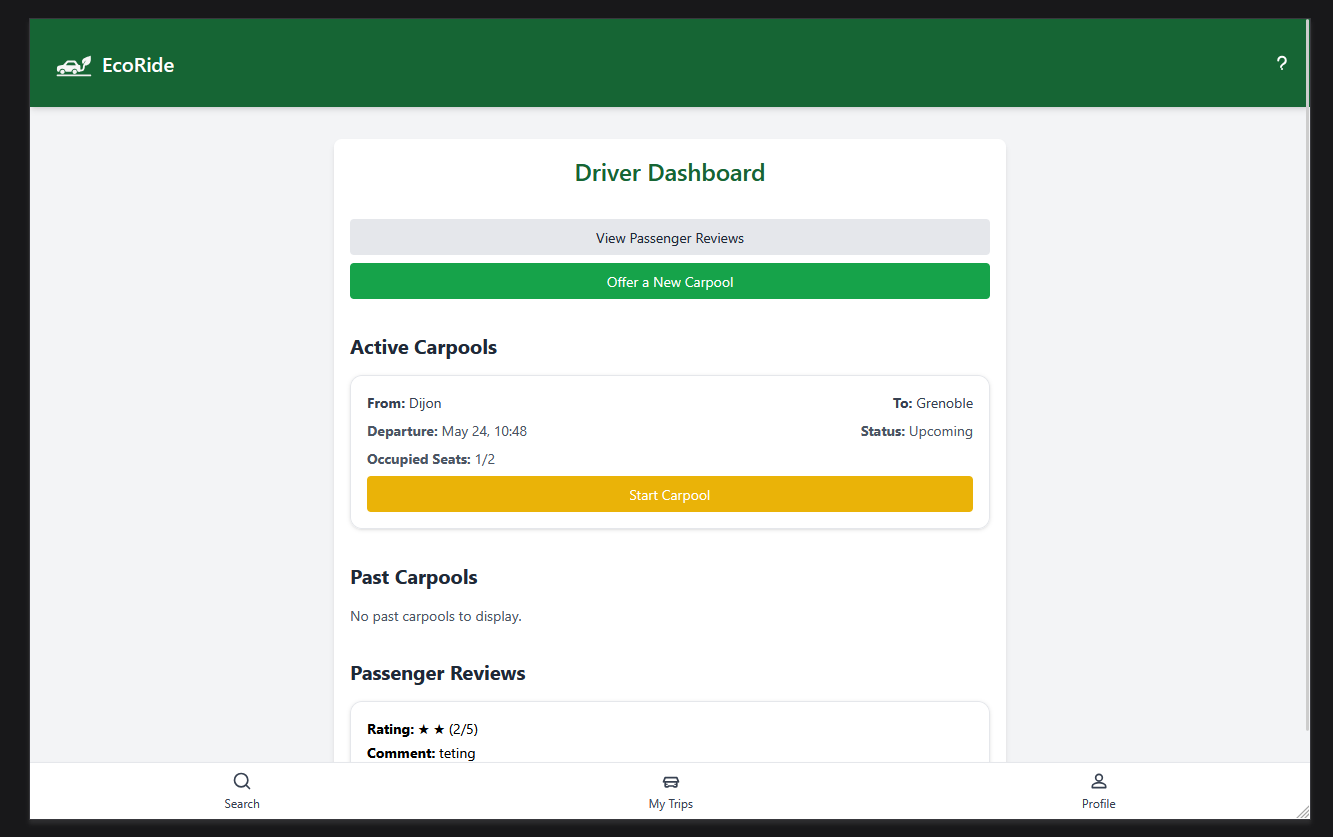 EcoRide
?
Driver Dashboard
View Passenger Reviews
Offer a New Carpool
Active Carpools
From: Dijon To: Grenoble
Departure: May 24, 10:48 Status: Upcoming
Occupied Seats: 1/2
Start Carpool
Past Carpools
No past carpools to display.
Passenger Reviews
Rating: ★ ★ (2/5)
Comment: teting
Search My Trips Profile